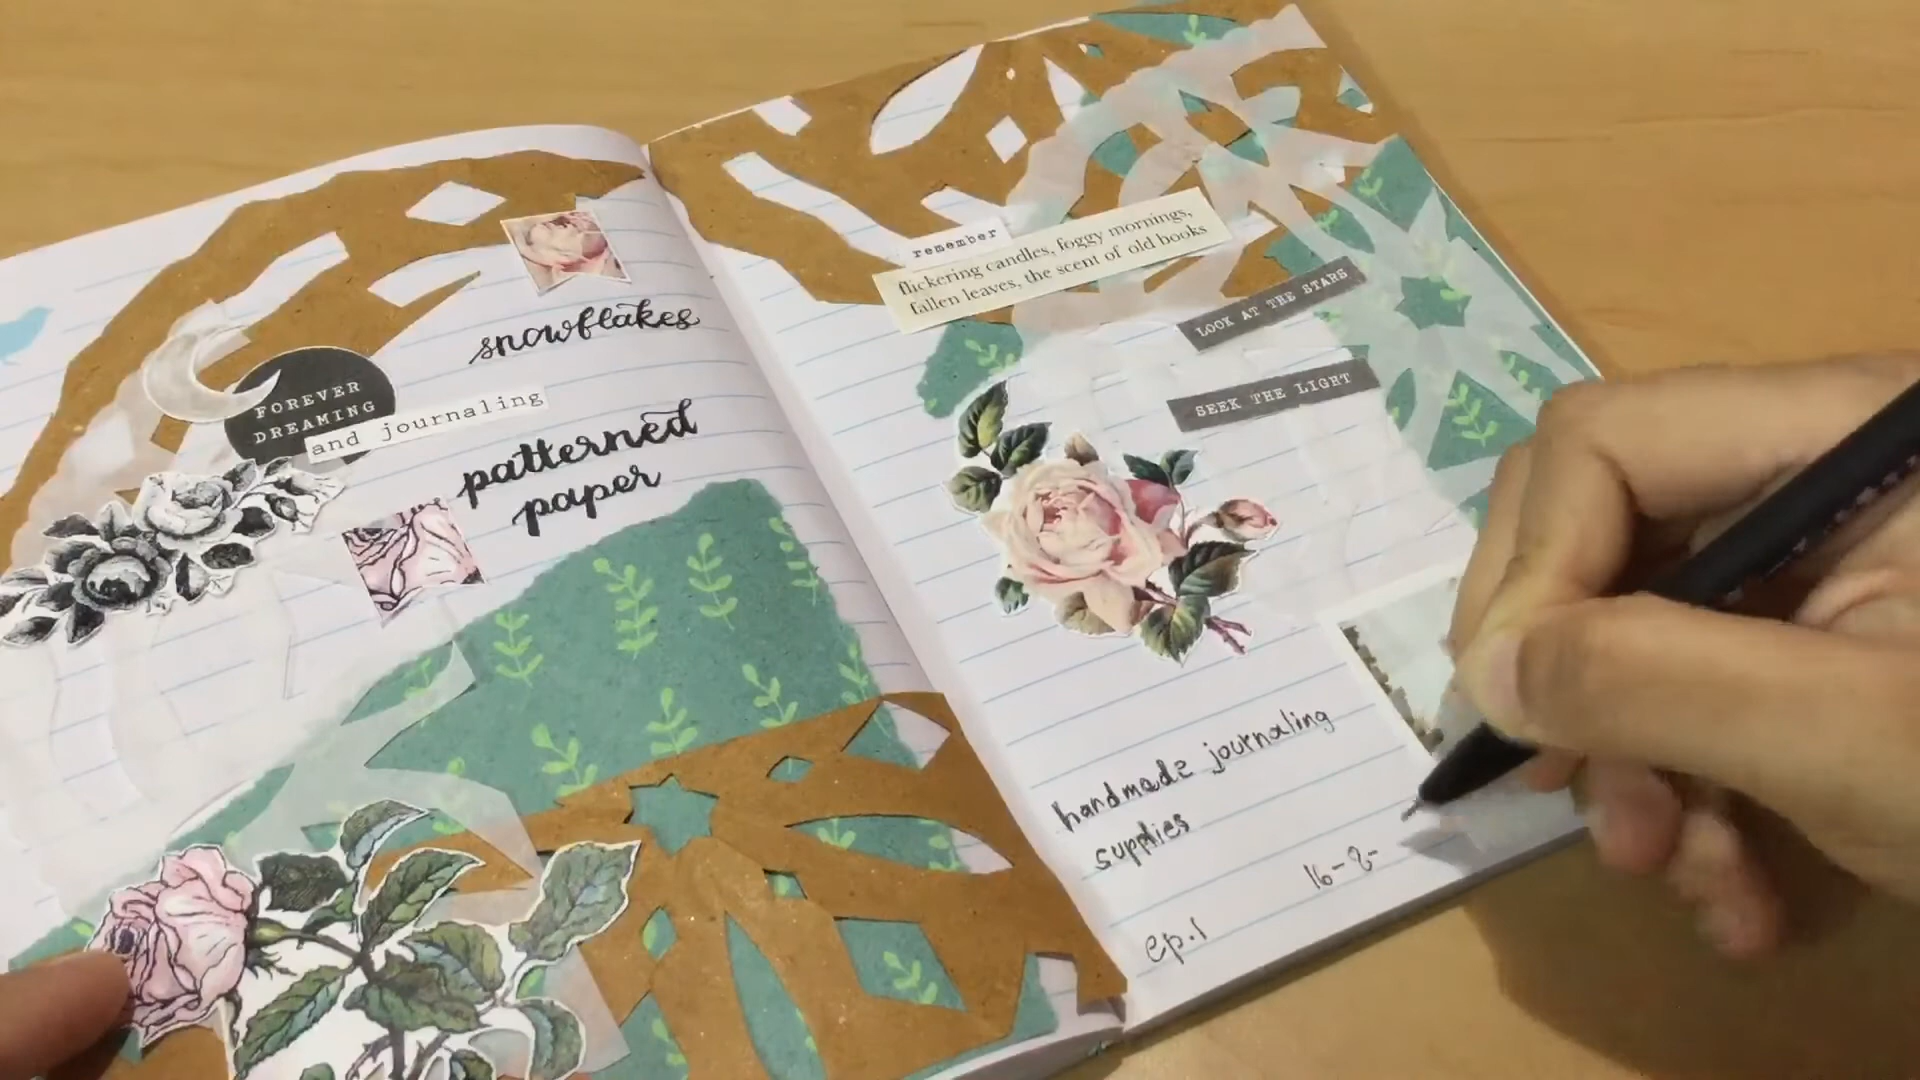 snowflakes
FOREVER
DREAMING
and journaling
patterned
paper
remember
flickering candles, foggy mornings,
fallen leaves, the scent of old books
LOOK AT THE STARS
SEEK THE LIGHT
handmade journaling
supplies
16-8-
ep.1